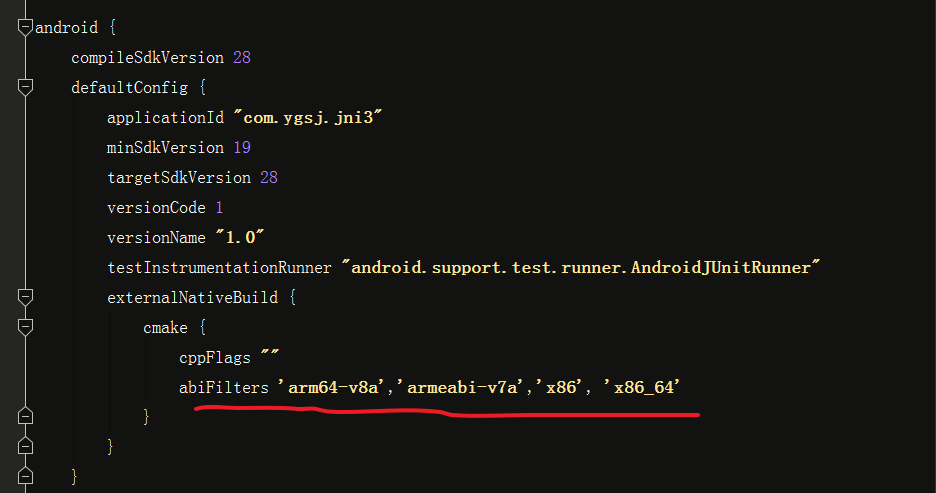 android {
compileSdkVersion 28
defaultConfig {
applicationId "com.ygsj.jni3"
minSdkVersion 19
targetSdkVersion 28
versionCode 1
versionName "1.0"
testInstrumentationRunner "android.support.test.runner.AndroidJUnitRunner"
externalNativeBuild {
cmake {
cppFlags ""
abiFilters 'arm64-v8a','armeabi-v7a','x86', 'x86_64'
}
}
}